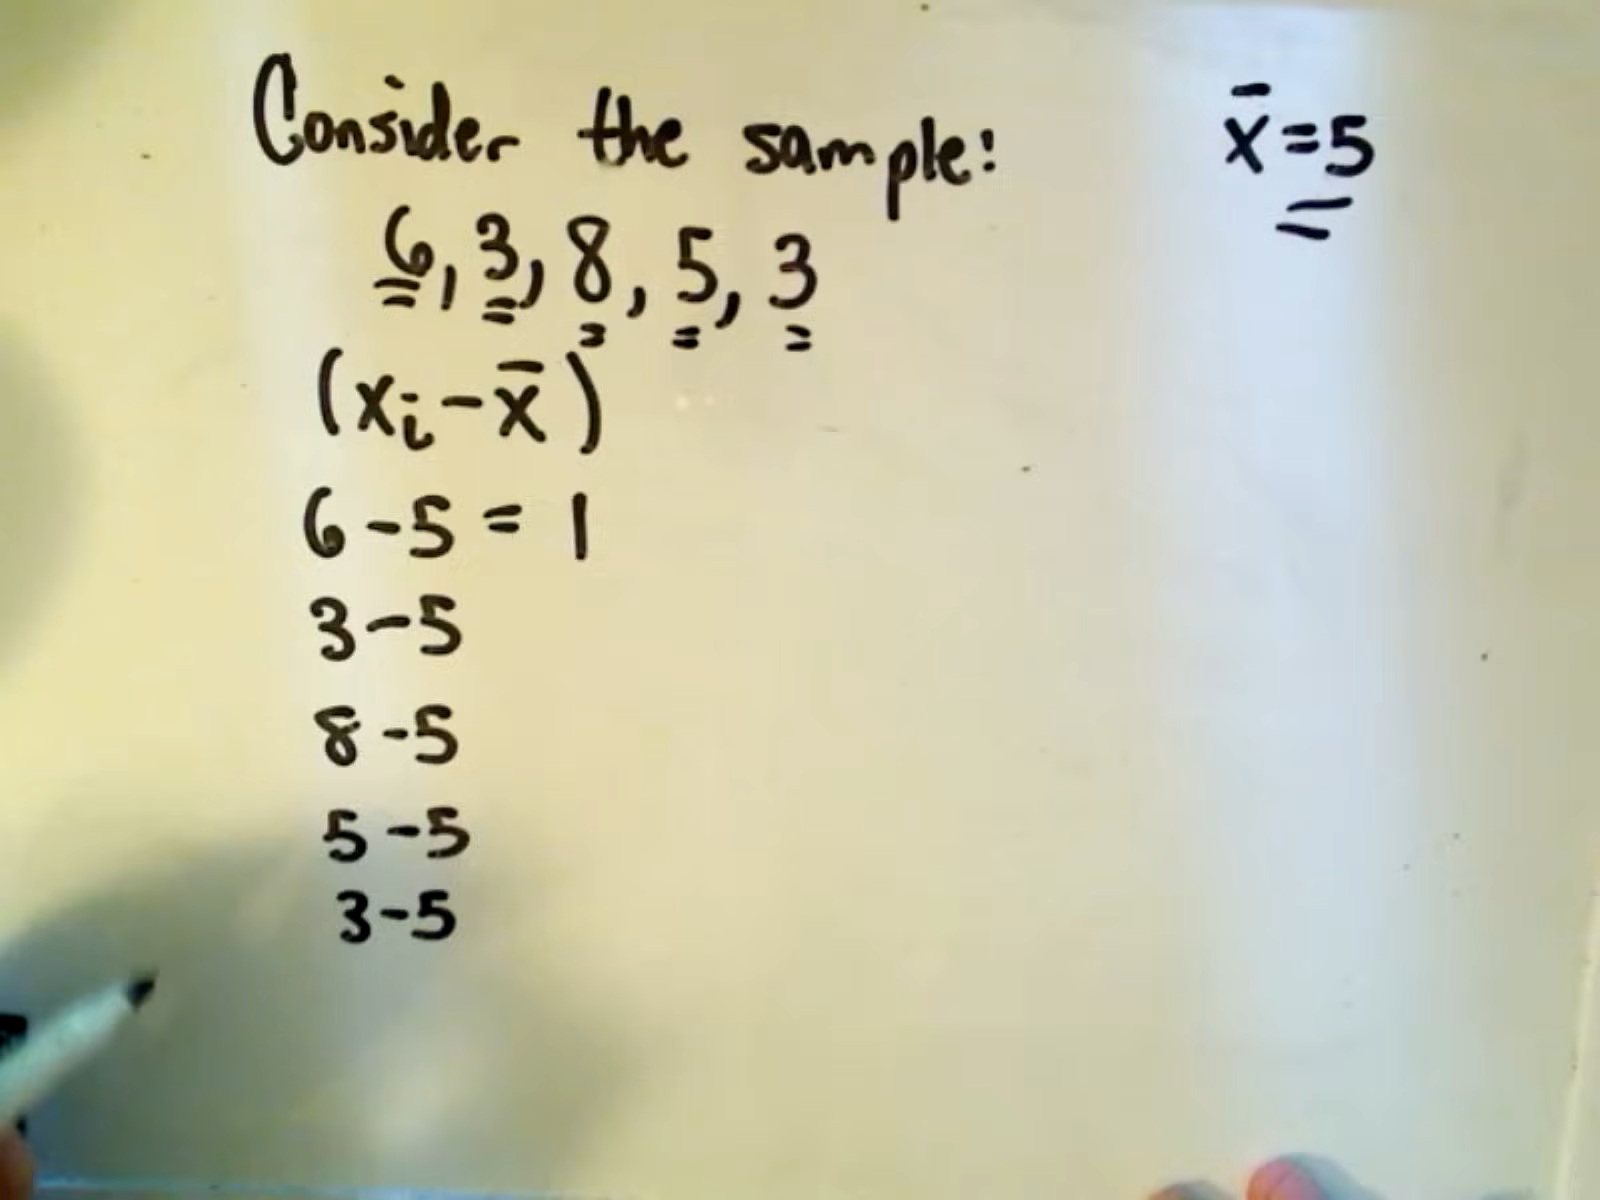 Consider the sample:
x̄ = 5
6, 3, 8, 5, 3
(xᵢ - x̄)
6 - 5 = 1
3 - 5
8 - 5
5 - 5
3 - 5